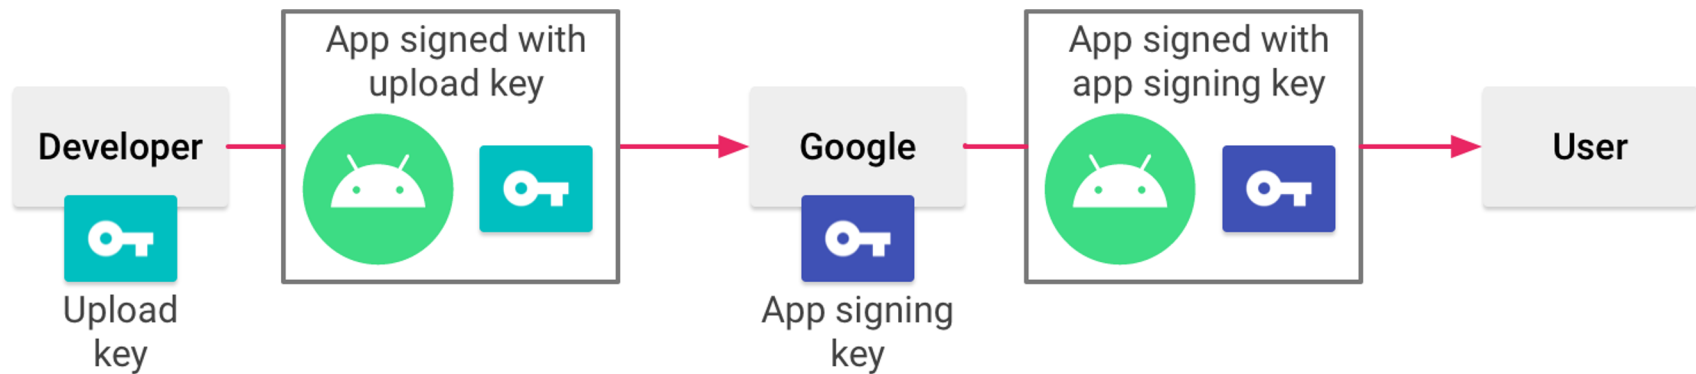 App signed with
upload key
App signed with
app signing key
Developer
Google
User
Upload
key
App signing
key